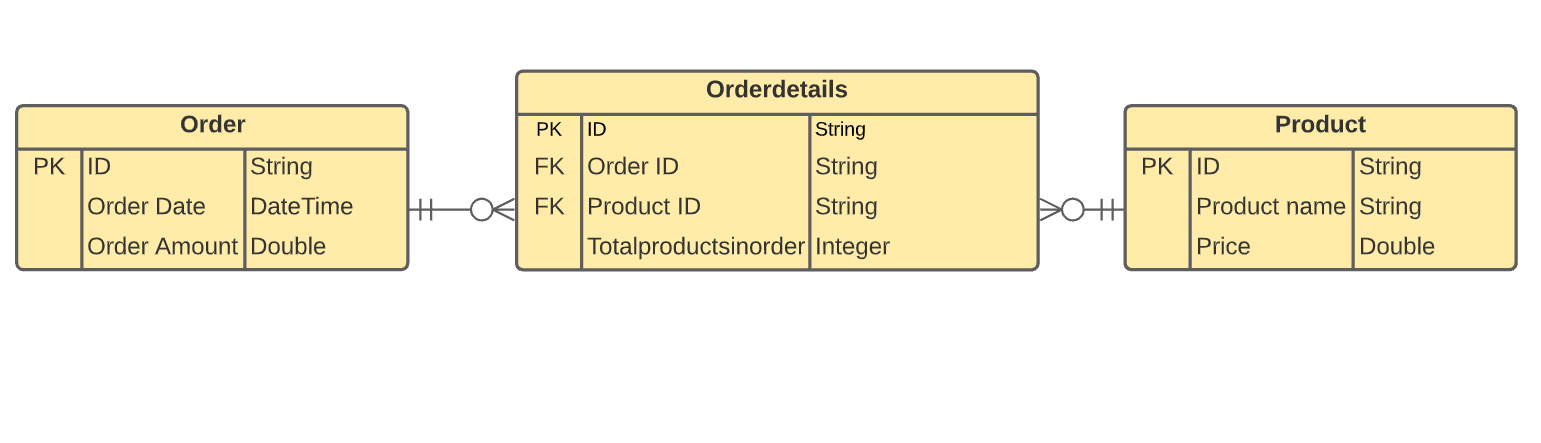 Order
PK ID String
Order Date DateTime
Order Amount Double
Orderdetails
PK ID String
FK Order ID String
FK Product ID String
Totalproductsinorder Integer
Product
PK ID String
Product name String
Price Double